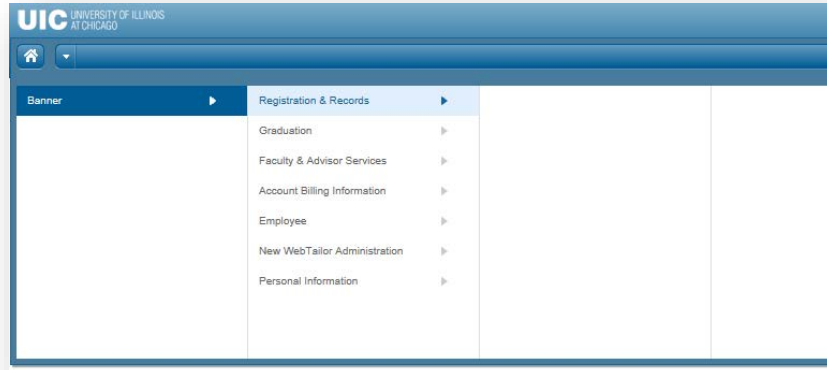 UIC UNIVERSITY OF ILLINOIS
AT CHICAGO
Banner
Registration & Records
Graduation
Faculty & Advisor Services
Account Billing Information
Employee
New WebTailor Administration
Personal Information